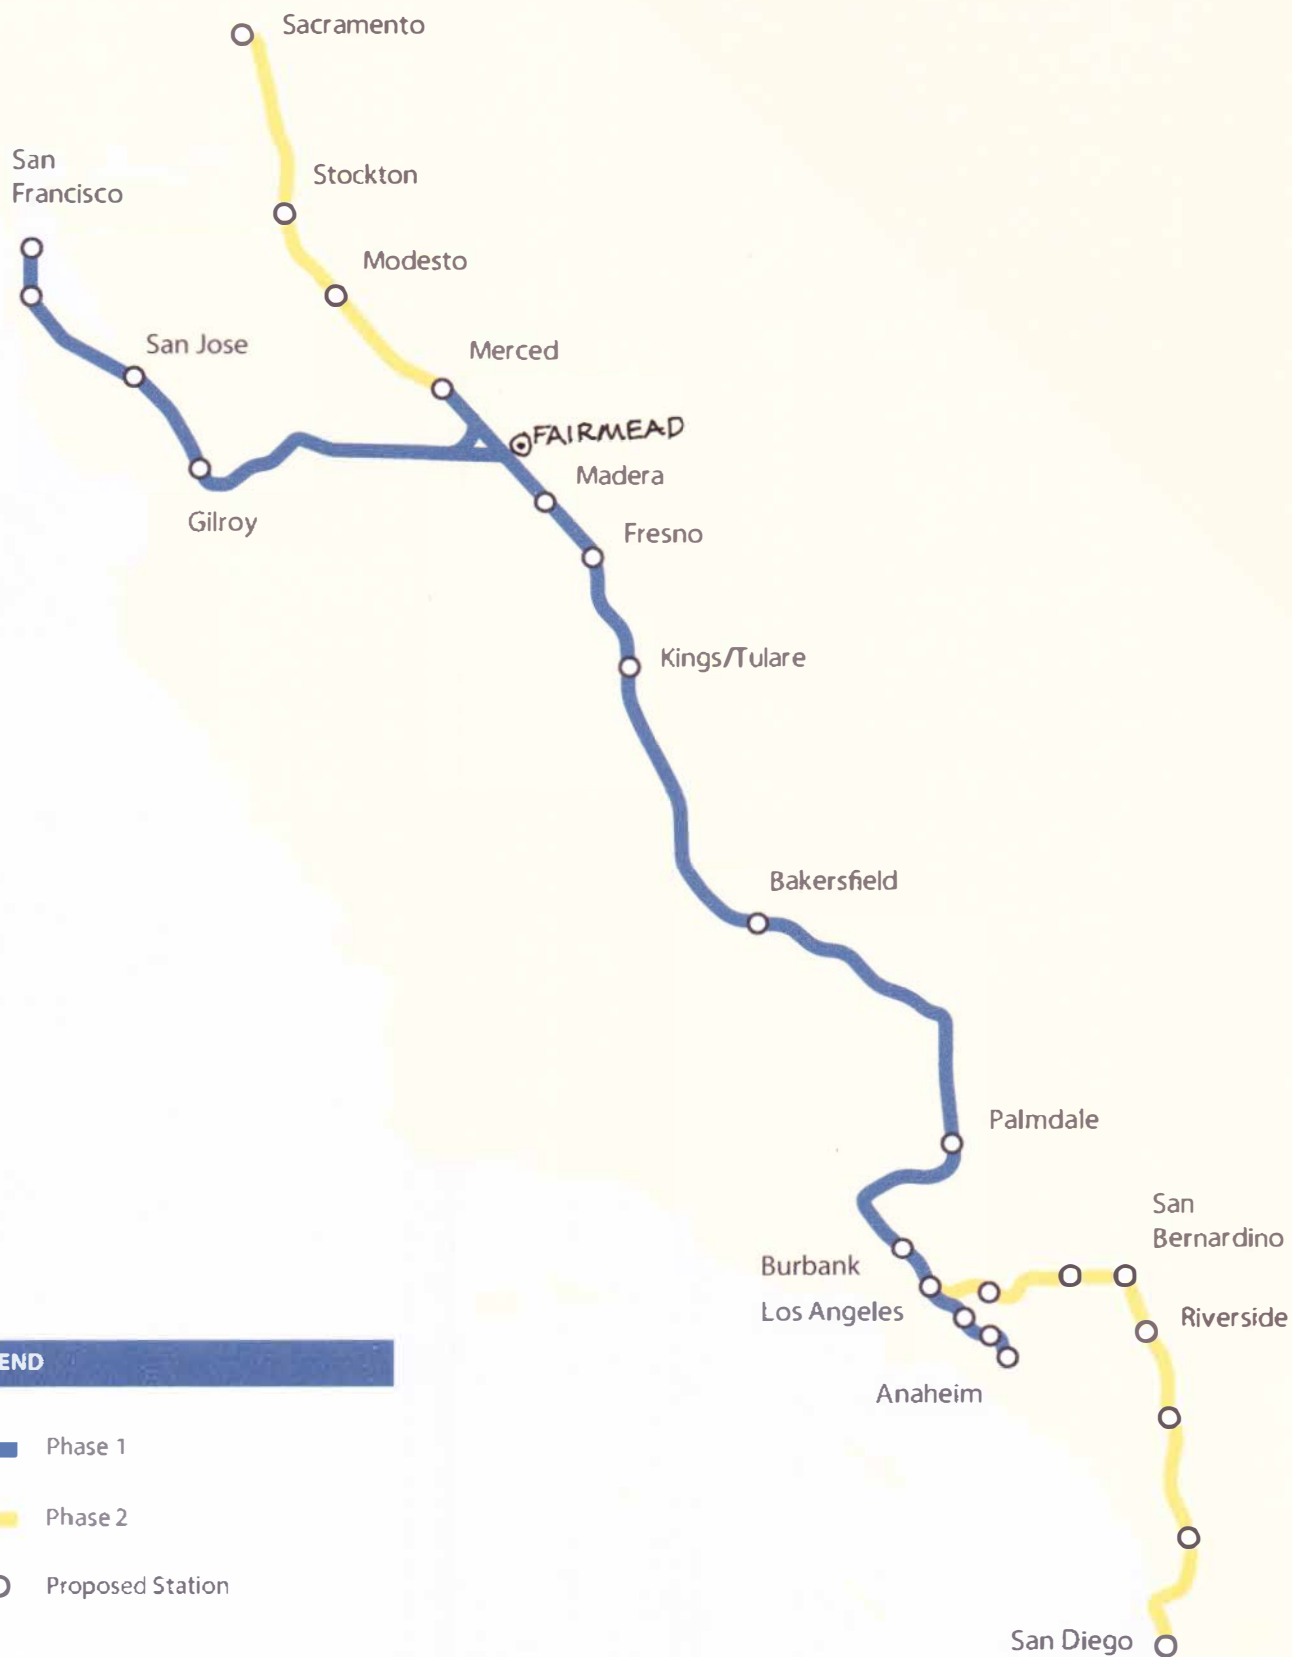 Sacramento
San
Francisco
Stockton
Modesto
San Jose
Merced
FAIRMEAD
Madera
Gilroy
Fresno
Kings/Tulare
Bakersfield
Palmdale
San
Bernardino
Burbank
Los Angeles
Riverside
Anaheim
END
Phase 1
Phase 2
Proposed Station
San Diego